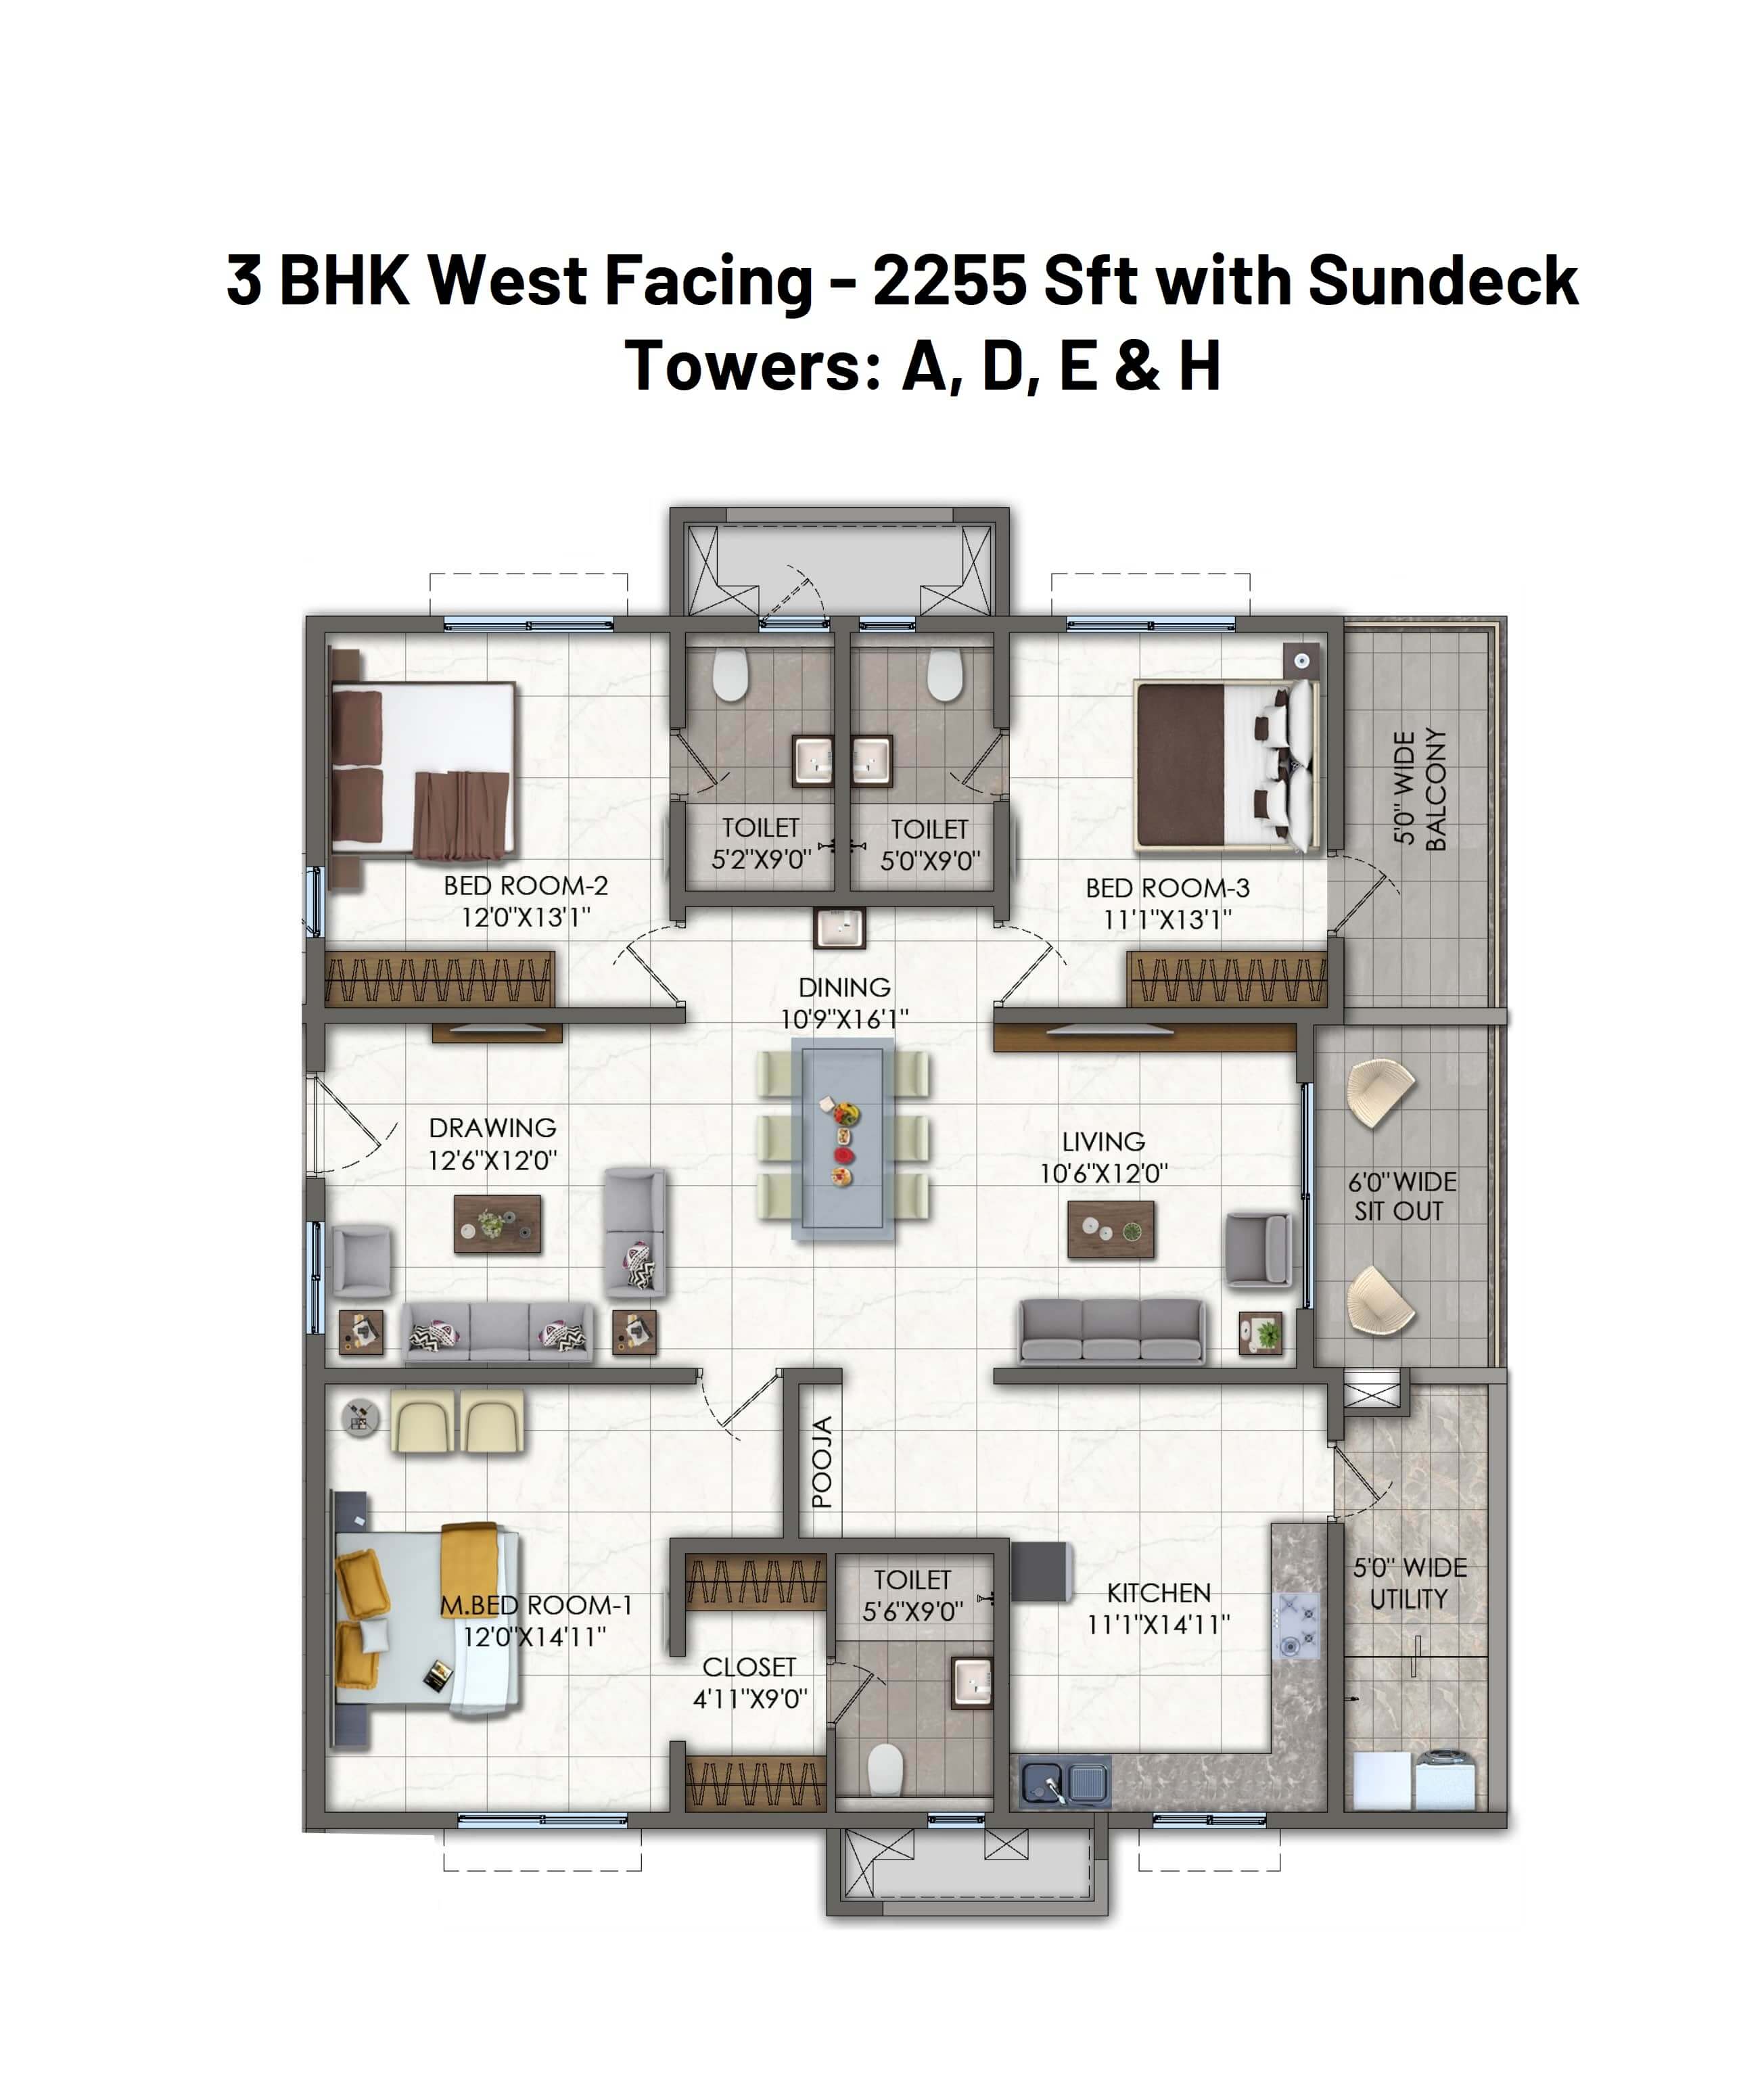 3 BHK West Facing - 2255 Sft with Sundeck
Towers: A, D, E & H
TOILET
5'2"X9'0"
TOILET
5'0"X9'0"
5'0" WIDE
BALCONY
BED ROOM-2
12'0"X13'1"
BED ROOM-3
11'1"X13'1"
DINING
10'9"X16'1"
DRAWING
12'6"X12'0"
LIVING
10'6"X12'0"
6'0"WIDE
SIT OUT
POOJA
M.BED ROOM-1
12'0"X14'11"
TOILET
5'6"X9'0"
KITCHEN
11'1"X14'11"
5'0" WIDE
UTILITY
CLOSET
4'11"X9'0"